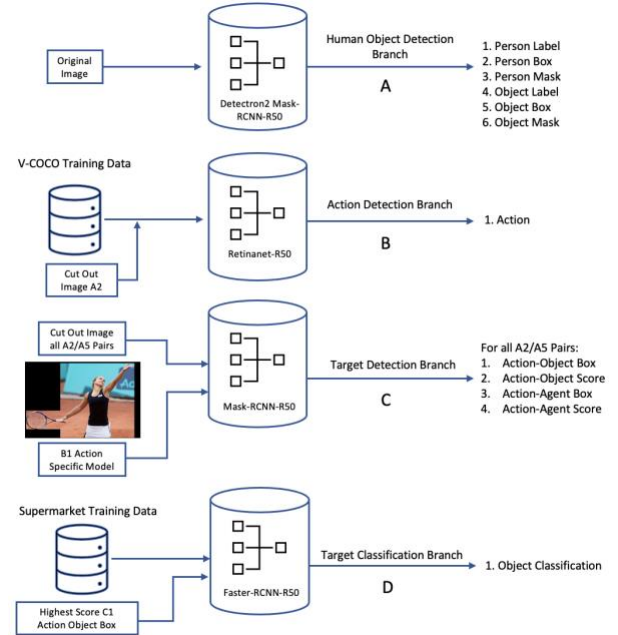 Original
Image
Detectron2 Mask-
RCNN-R50
Human Object Detection
Branch
A
1. Person Label
2. Person Box
3. Person Mask
4. Object Label
5. Object Box
6. Object Mask
V-COCO Training Data
Cut Out
Image A2
Retinanet-R50
Action Detection Branch
B
1. Action
Cut Out Image
all A2/A5 Pairs
B1 Action
Specific Model
Mask-RCNN-R50
Target Detection Branch
C
For all A2/A5 Pairs:
1. Action-Object Box
2. Action-Object Score
3. Action-Agent Box
4. Action-Agent Score
Supermarket Training Data
Highest Score C1
Action Object Box
Faster-RCNN-R50
Target Classification Branch
D
1. Object Classification